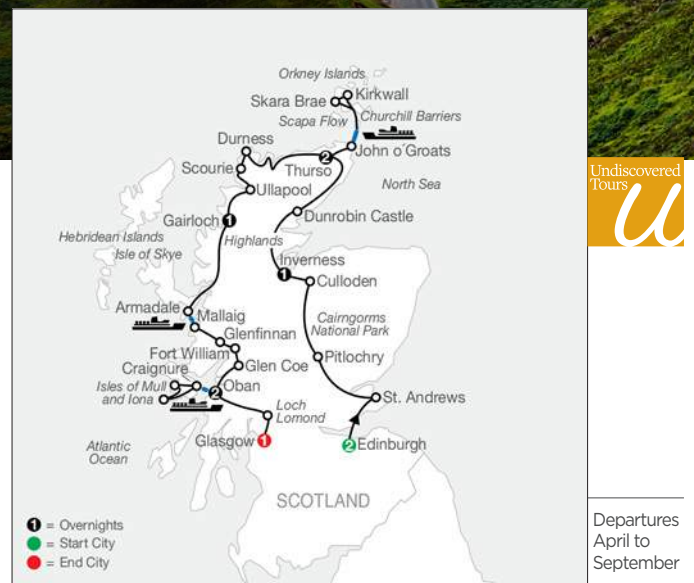 Orkney Islands
Kirkwall
Skara Brae
Scapa Flow
Churchill Barriers
Durness
John o´Groats
Scourie
Thurso
2
Ullapool
North Sea
Gairloch
1
Dunrobin Castle
Hebridean Islands
Highlands
Isle of Skye
Inverness
1
Culloden
Armadale
Mallaig
Cairngorms
National Park
Glenfinnan
Fort William
Pitlochry
Craignure
Glen Coe
Isles of Mull
and Iona
2
Oban
St. Andrews
Loch
Lomond
Glasgow
1
2
Edinburgh
Atlantic
Ocean
SCOTLAND
1 = Overnights
= Start City
= End City
Undiscovered
Tours
U
Departures
April to
September